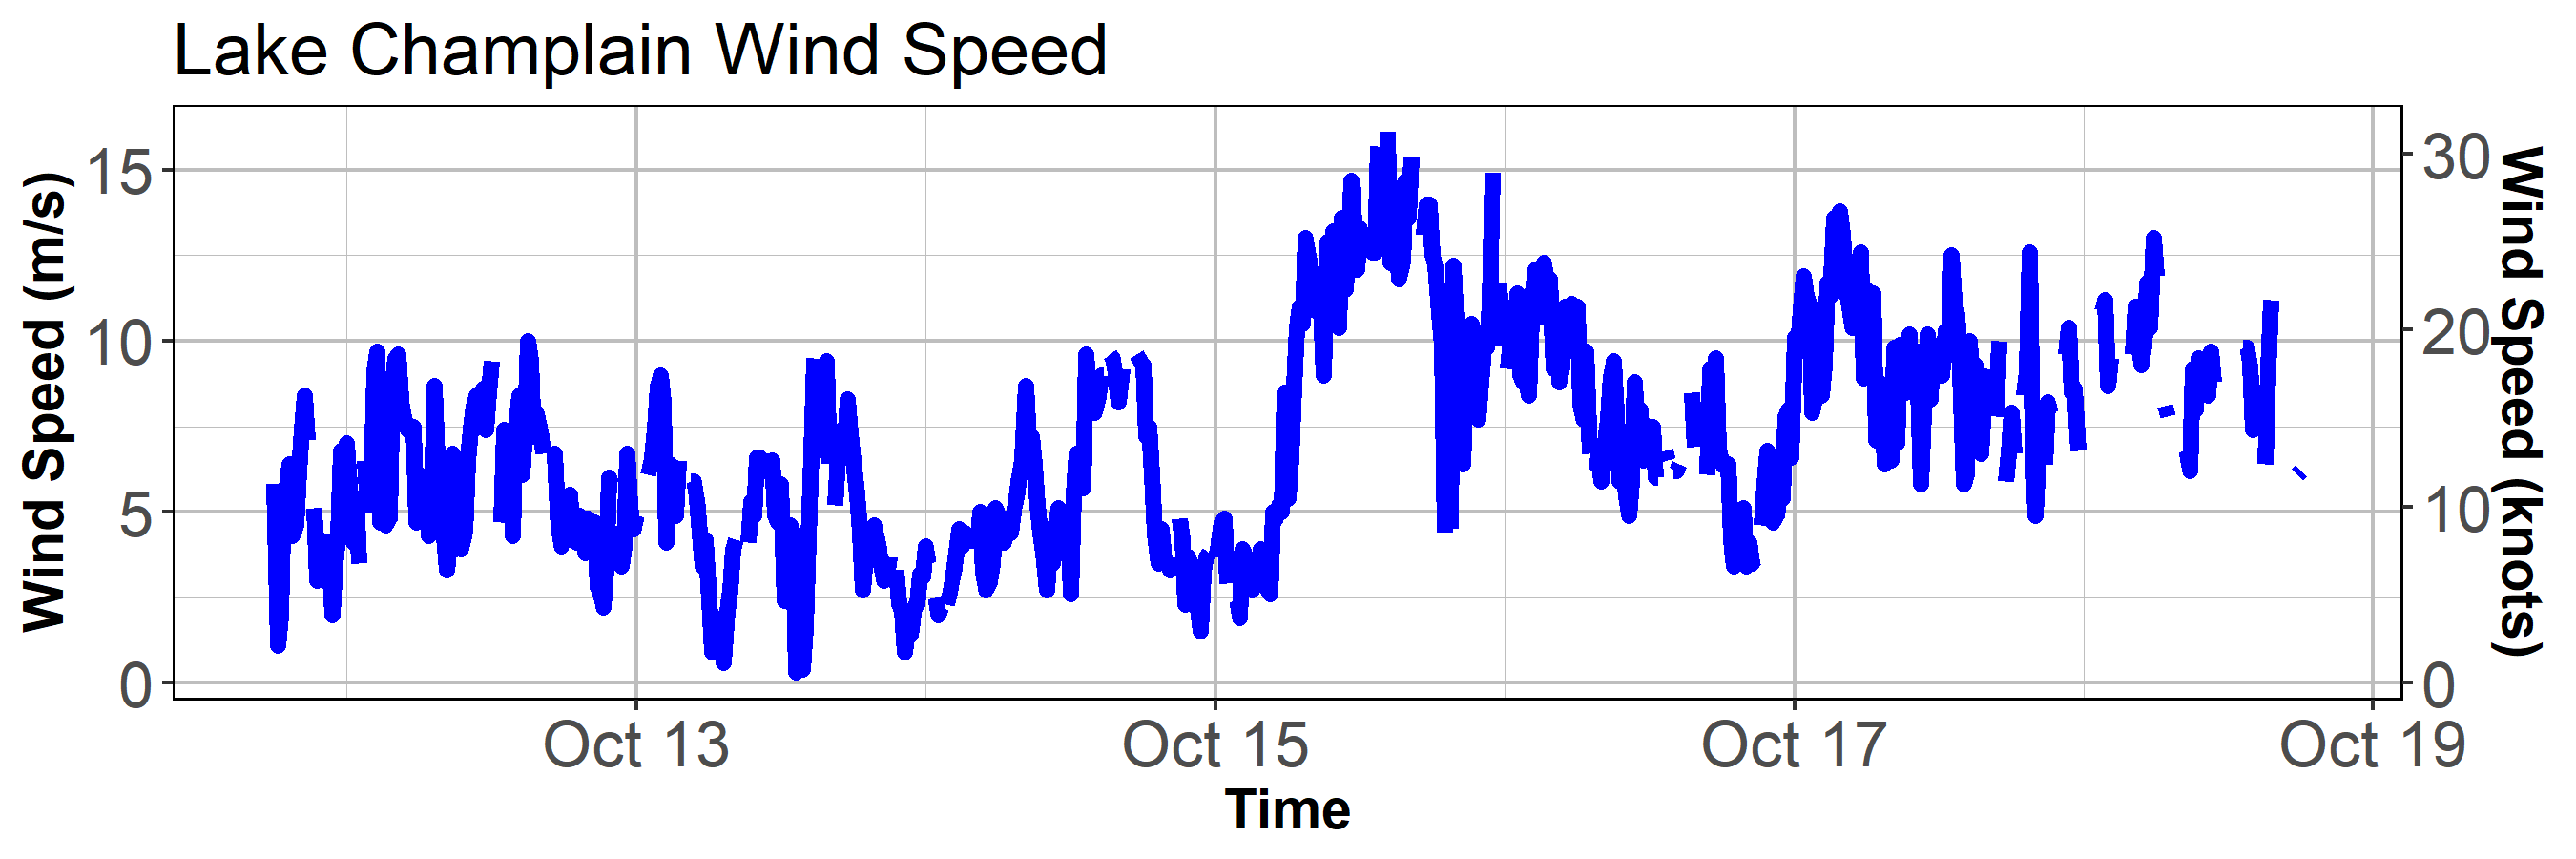 Lake Champlain Wind Speed
Wind Speed (m/s)
15
10
5
0
30
20
10
0
Wind Speed (knots)
Oct 13 Oct 15 Oct 17 Oct 19
Time